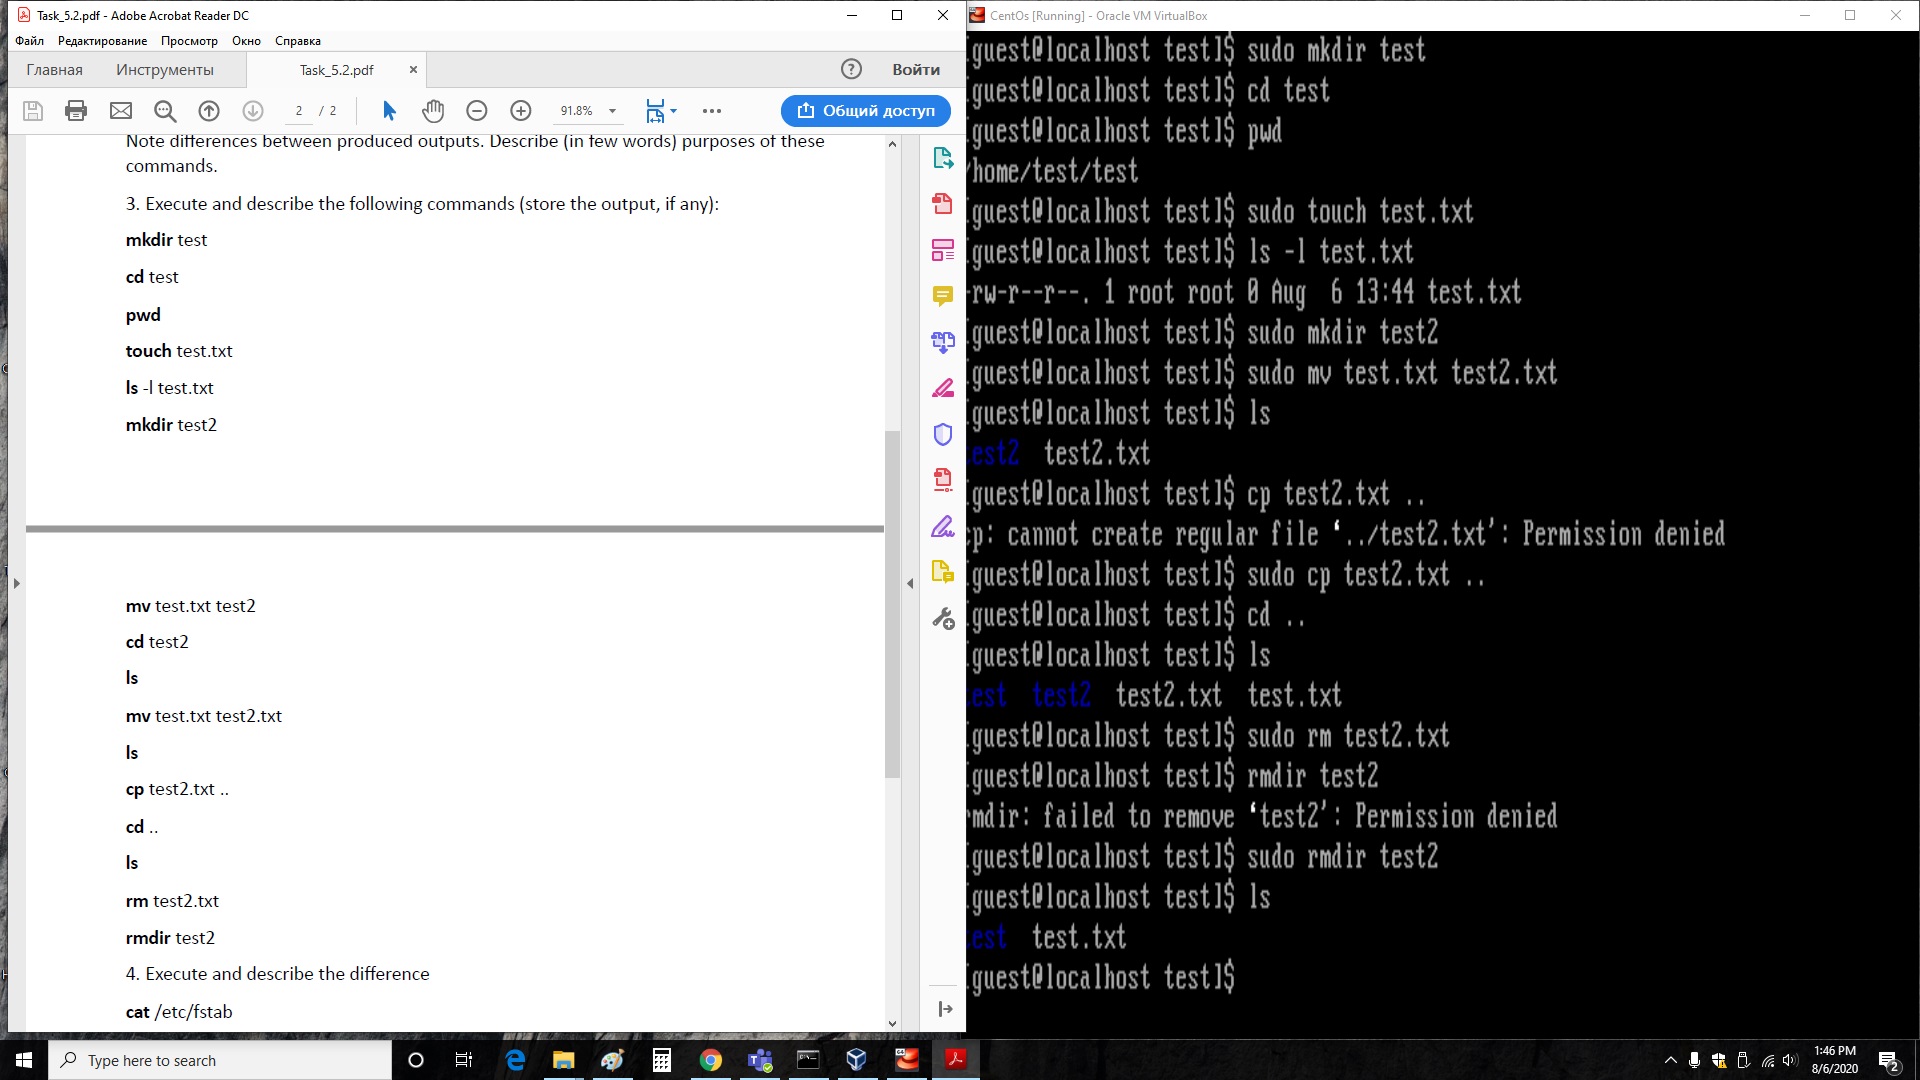 Task_5.2.pdf - Adobe Acrobat Reader DC
Файл Редактирование Просмотр Окно Справка
Главная Инструменты Task_5.2.pdf Войти
2 / 2 91.8% Общий доступ
Note differences between produced outputs. Describe (in few words) purposes of these
commands.
3. Execute and describe the following commands (store the output, if any):
mkdir test
cd test
pwd
touch test.txt
ls -l test.txt
mkdir test2
mv test.txt test2
cd test2
ls
mv test.txt test2.txt
ls
cp test2.txt ..
cd ..
ls
rm test2.txt
rmdir test2
4. Execute and describe the difference
cat /etc/fstab
CentOs [Running] - Oracle VM VirtualBox
[guest@localhost test]$ sudo mkdir test
[guest@localhost test]$ cd test
[guest@localhost test]$ pwd
/home/test/test
[guest@localhost test]$ sudo touch test.txt
[guest@localhost test]$ ls -l test.txt
-rw-r--r--. 1 root root 0 Aug  6 13:44 test.txt
[guest@localhost test]$ sudo mkdir test2
[guest@localhost test]$ sudo mv test.txt test2.txt
[guest@localhost test]$ ls
test2  test2.txt
[guest@localhost test]$ cp test2.txt ..
cp: cannot create regular file ‘../test2.txt’: Permission denied
[guest@localhost test]$ sudo cp test2.txt ..
[guest@localhost test]$ cd ..
[guest@localhost test]$ ls
test  test2  test2.txt  test.txt
[guest@localhost test]$ sudo rm test2.txt
[guest@localhost test]$ rmdir test2
rmdir: failed to remove ‘test2’: Permission denied
[guest@localhost test]$ sudo rmdir test2
[guest@localhost test]$ ls
test  test.txt
[guest@localhost test]$
Type here to search
1:46 PM
8/6/2020
2